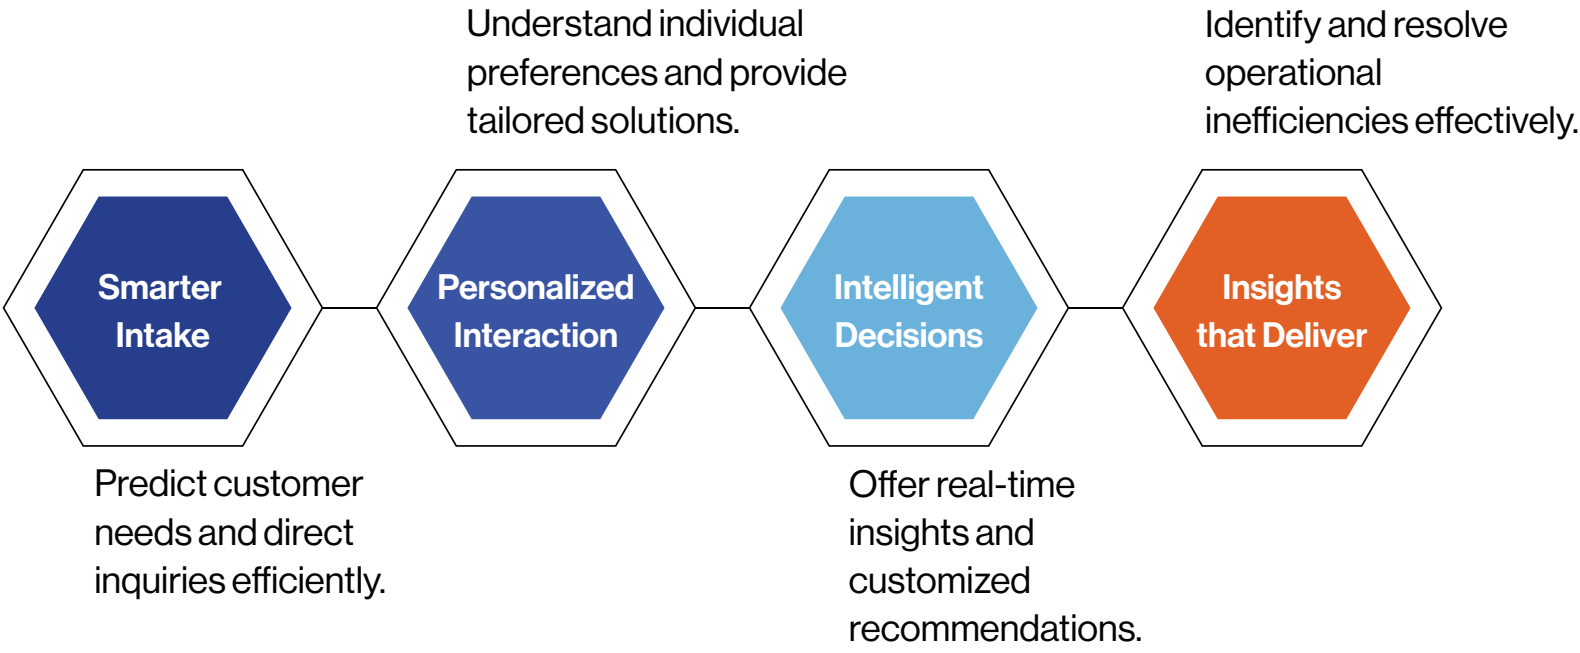 Understand individual
preferences and provide
tailored solutions.
Identify and resolve
operational
inefficiencies effectively.
Smarter
Intake
Personalized
Interaction
Intelligent
Decisions
Insights
that Deliver
Predict customer
needs and direct
inquiries efficiently.
Offer real-time
insights and
customized
recommendations.